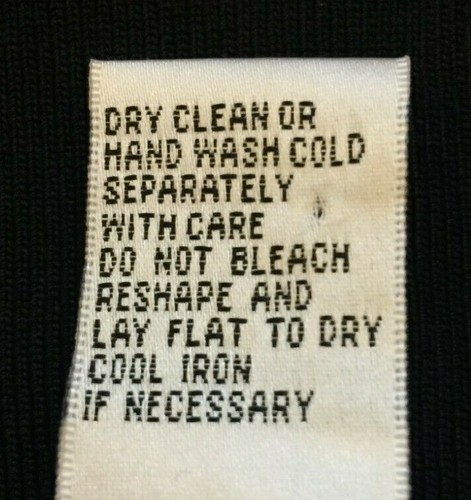 DRY CLEAN OR
HAND WASH COLD
SEPARATELY
WITH CARE
DO NOT BLEACH
RESHAPE AND
LAY FLAT TO DRY
COOL IRON
IF NECESSARY